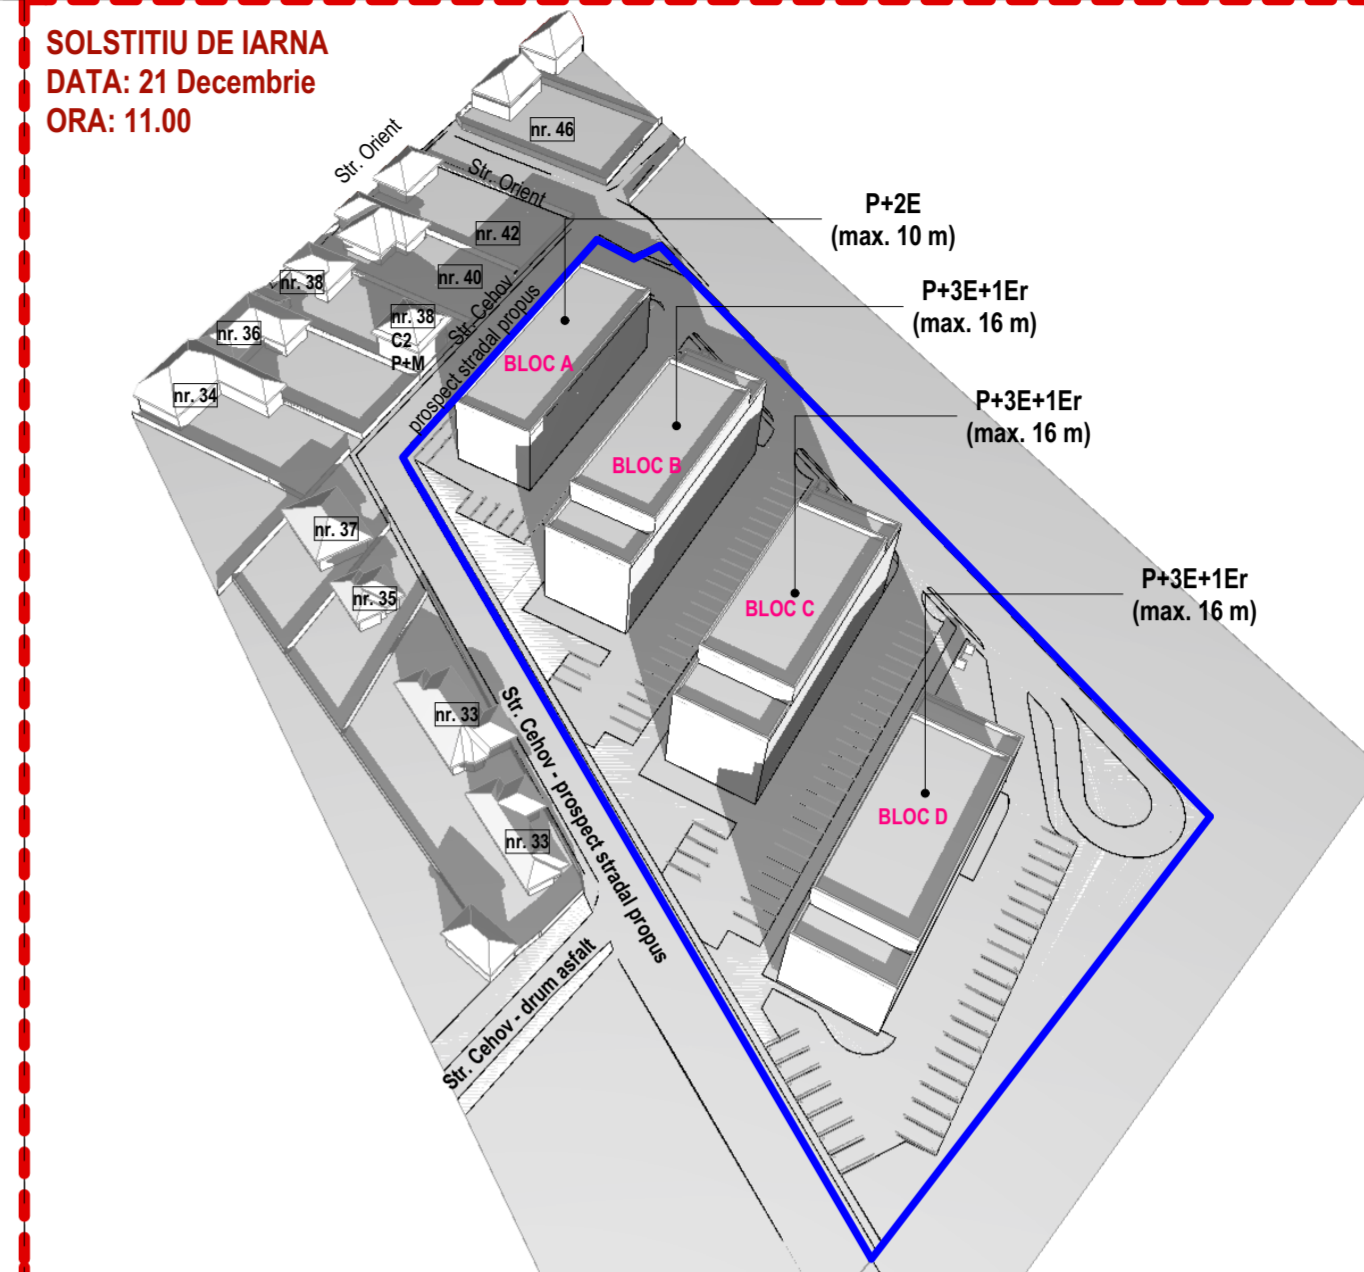 SOLSTITIU DE IARNA
DATA: 21 Decembrie
ORA: 11.00
nr. 46
Str. Orient
Str. Orient
P+2E
(max. 10 m)
nr. 42
nr. 40
nr. 38
P+3E+1Er
(max. 16 m)
nr. 38
C2
P+M
nr. 36
Str. Cehov -
prospect stradal propus
BLOC A
nr. 34
P+3E+1Er
(max. 16 m)
BLOC B
nr. 37
P+3E+1Er
(max. 16 m)
nr. 35
BLOC C
nr. 33
Str. Cehov - prospect stradal propus
BLOC D
nr. 33
Str. Cehov - drum asfalt